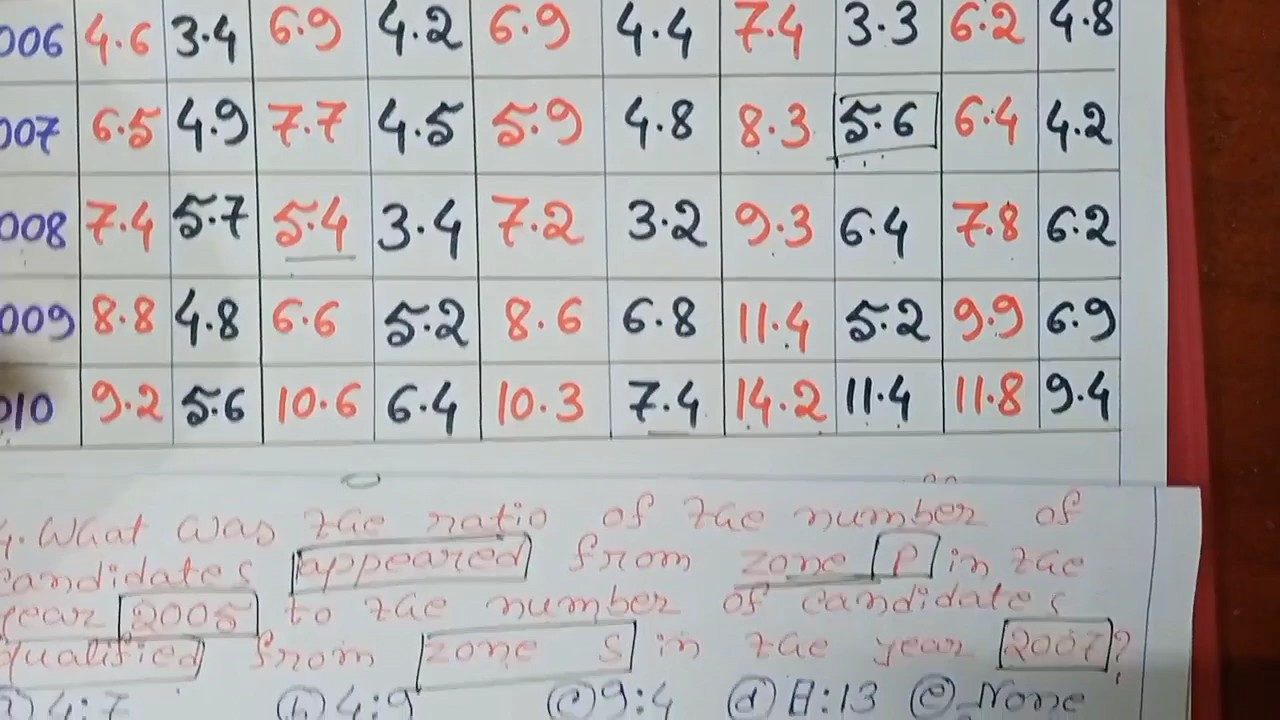 006 4.6 3.4 6.9 4.2 6.9 4.4 7.4 3.3 6.2 4.8
007 6.5 4.9 7.7 4.5 5.9 4.8 8.3 5.6 6.4 4.2
008 7.4 5.7 5.4 3.4 7.2 3.2 9.3 6.4 7.8 6.2
009 8.8 4.8 6.6 5.2 8.6 6.8 11.4 5.2 9.9 6.9
010 9.2 5.6 10.6 6.4 10.3 7.4 14.2 11.4 11.8 9.4
4. What was the ratio of the number of
candidates appeared from zone P in the
year 2005 to the number of candidates
qualified from zone S in the year 2007?
a) 4:7 (b) 4:9 (c) 9:4 (d) :13 (e) None